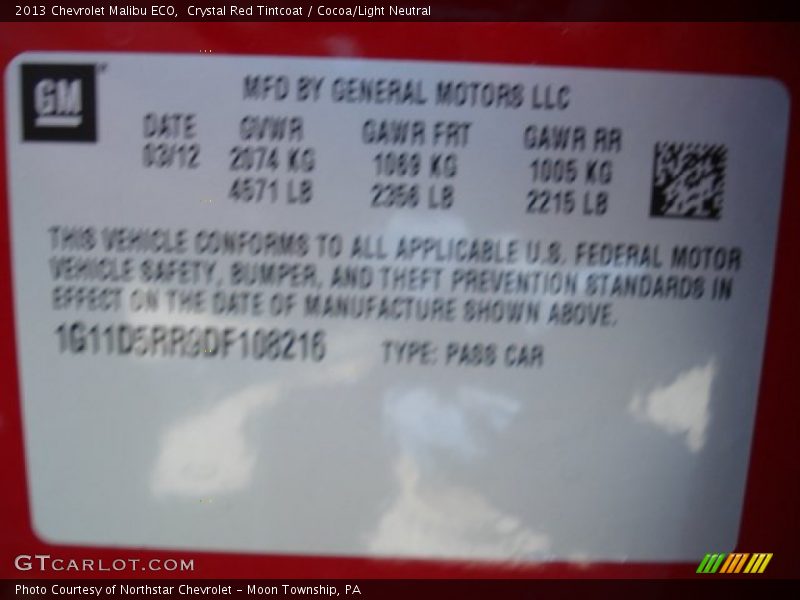 2013 Chevrolet Malibu ECO, Crystal Red Tintcoat / Cocoa/Light Neutral
GM
MFD BY GENERAL MOTORS LLC
DATE GVWR GAWR FRT GAWR RR
03/12 2074 KG 1069 KG 1005 KG
4571 LB 2356 LB 2215 LB
THIS VEHICLE CONFORMS TO ALL APPLICABLE U.S. FEDERAL MOTOR
VEHICLE SAFETY, BUMPER, AND THEFT PREVENTION STANDARDS IN
EFFECT ON THE DATE OF MANUFACTURE SHOWN ABOVE.
1G11D5RR9DF108216 TYPE: PASS CAR
GTCARLOT.COM
Photo Courtesy of Northstar Chevrolet - Moon Township, PA